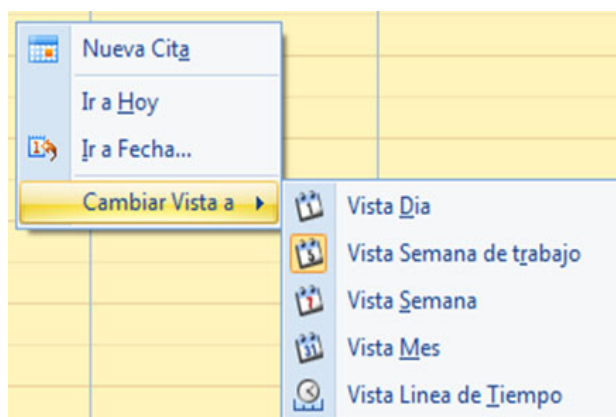 Nueva Cita
Ir a Hoy
Ir a Fecha...
Cambiar Vista a
Vista Dia
Vista Semana de trabajo
Vista Semana
Vista Mes
Vista Linea de Tiempo